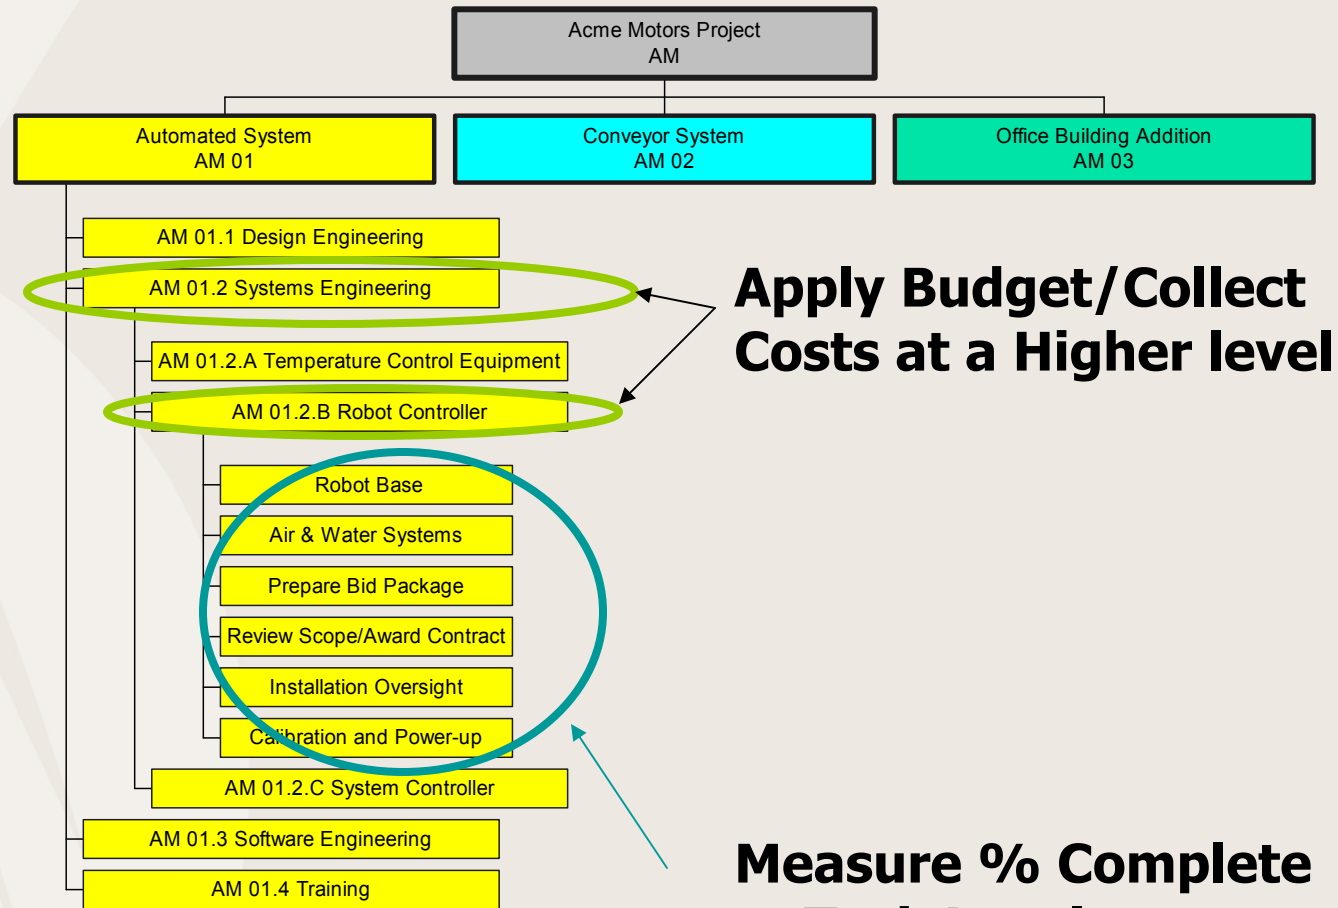 Acme Motors Project
AM
Automated System
AM 01
Conveyor System
AM 02
Office Building Addition
AM 03
AM 01.1 Design Engineering
AM 01.2 Systems Engineering
AM 01.2.A Temperature Control Equipment
AM 01.2.B Robot Controller
Robot Base
Air & Water Systems
Prepare Bid Package
Review Scope/Award Contract
Installation Oversight
Calibration and Power-up
AM 01.2.C System Controller
AM 01.3 Software Engineering
AM 01.4 Training
Apply Budget/Collect
Costs at a Higher level
Measure % Complete